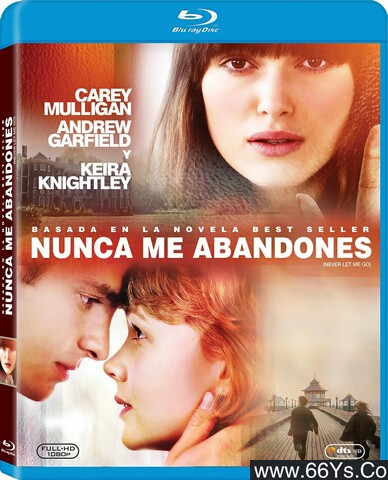 Blu-ray Disc
CAREY
MULLIGAN
ANDREW
GARFIELD
Y
KEIRA
KNIGHTLEY
BASADA EN LA NOVELA BEST SELLER
NUNCA ME ABANDONES
(NEVER LET ME GO)
NUNCA ME ABANDONES
FULL-HD
1080p
dts-HD
www.66Ys.Co